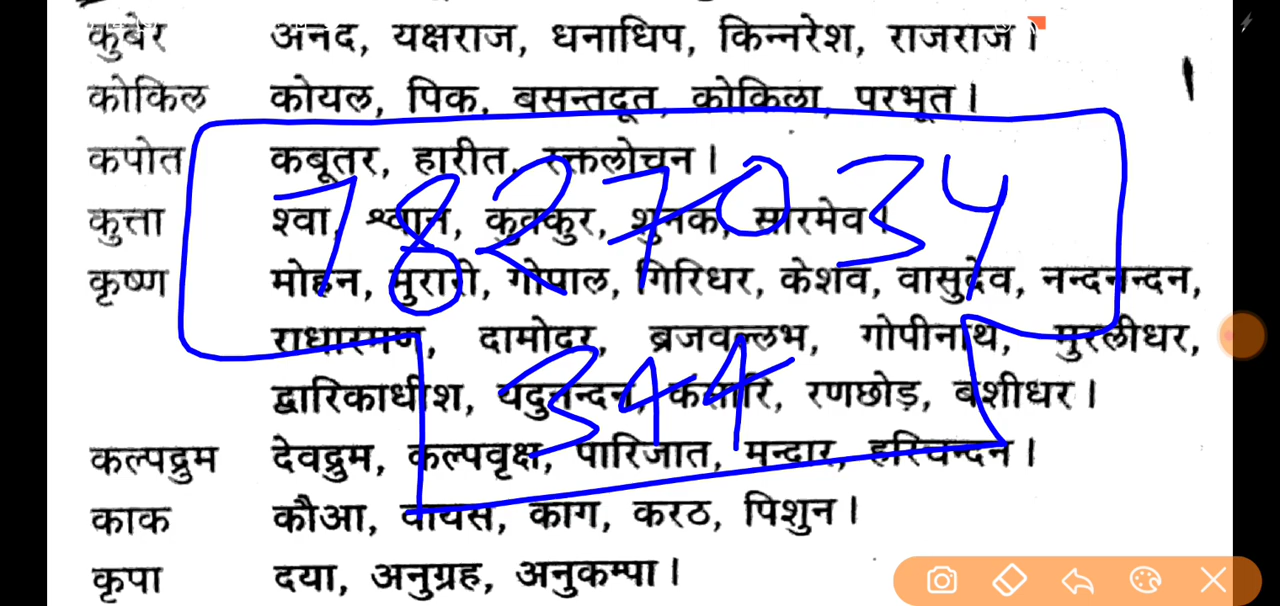 कुबेर अनद, यक्षराज, धनाधिप, किन्नरेश, राजराज।
कोकिल कोयल, पिक, बसन्तदूत, कोकिला, परभूत।
कपोत कबूतर, हारीत, रक्तलोचन।
कुत्ता श्वा, श्वान, कुक्कुर, शुनक, सारमेव।
कृष्ण मोहन, मुरारी, गोपाल, गिरिधर, केशव, वासुदेव, नन्दनन्दन,
राधारमण, दामोदर, ब्रजवल्लभ, गोपीनाथ, मुरलीधर,
द्वारिकाधीश, यदुनन्दन, कंसारि, रणछोड़, बंशीधर।
कल्पद्रुम देवद्रुम, कल्पवृक्ष, पारिजात, मन्दार, हरिचन्दन।
काक कौआ, वायस, काग, करठ, पिशुन।
कृपा दया, अनुग्रह, अनुकम्पा।
7827034
344